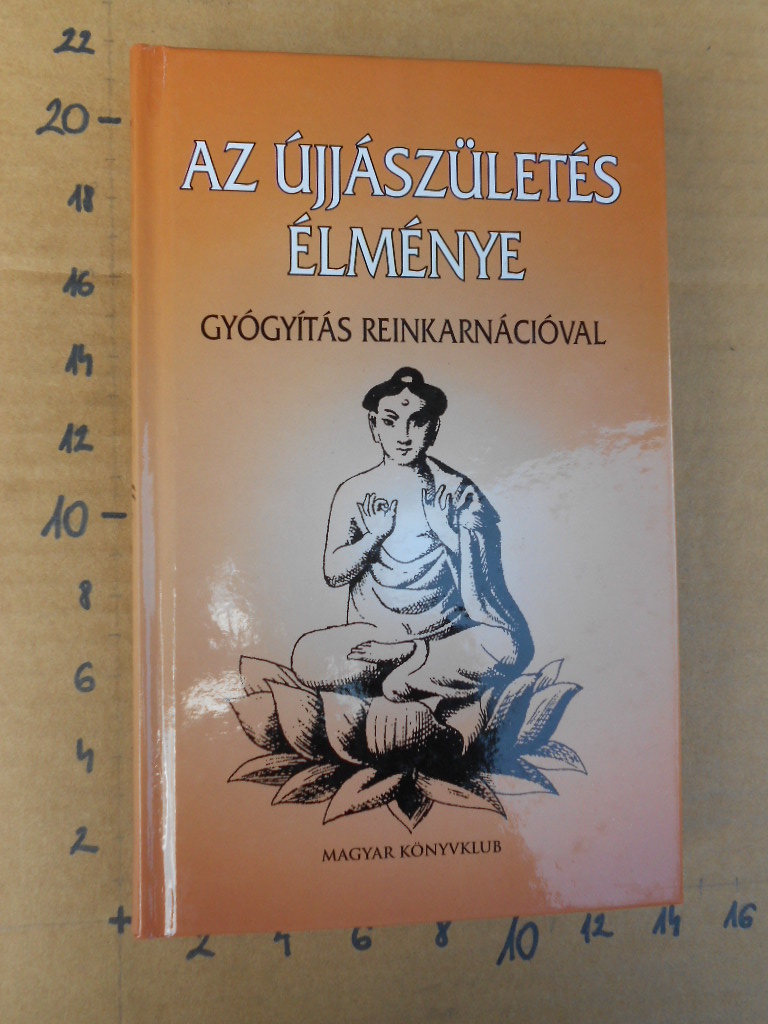 22
20
18
16
14
12
10
8
6
4
2
AZ ÚJJÁSZÜLETÉS
ÉLMÉNYE
GYÓGYÍTÁS REINKARNÁCIÓVAL
MAGYAR KÖNYVKLUB
2 4 6 8 10 12 14 16